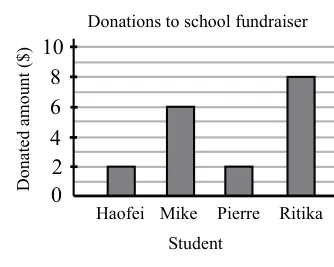 Donations to school fundraiser
Donated amount ($)
10
8
6
4
2
0
Haofei Mike Pierre Ritika
Student